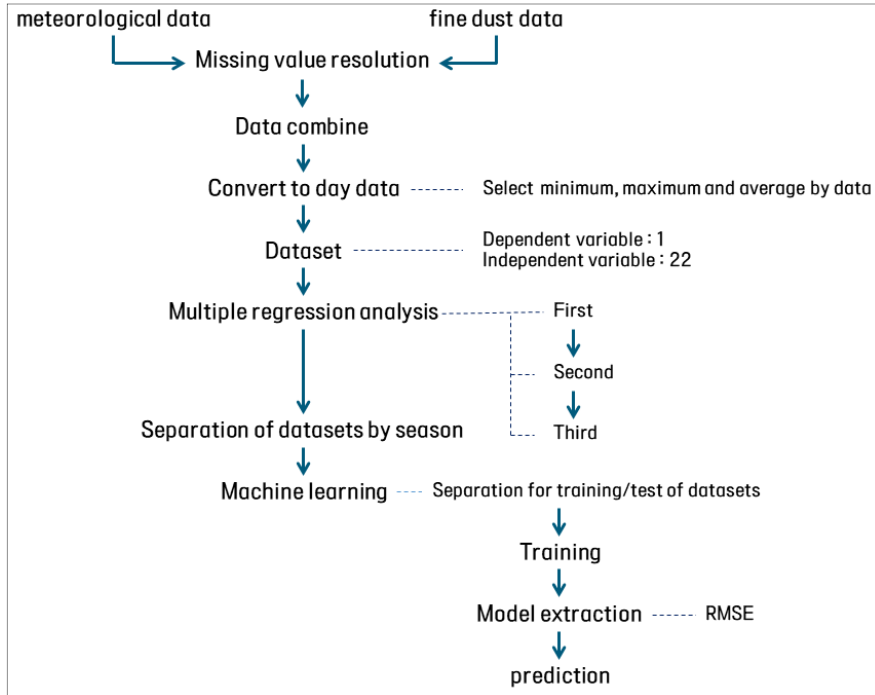 meteorological data
fine dust data
Missing value resolution
Data combine
Convert to day data
Select minimum, maximum and average by data
Dataset
Dependent variable : 1
Independent variable : 22
Multiple regression analysis
First
Second
Third
Separation of datasets by season
Machine learning
Separation for training/test of datasets
Training
Model extraction
RMSE
prediction